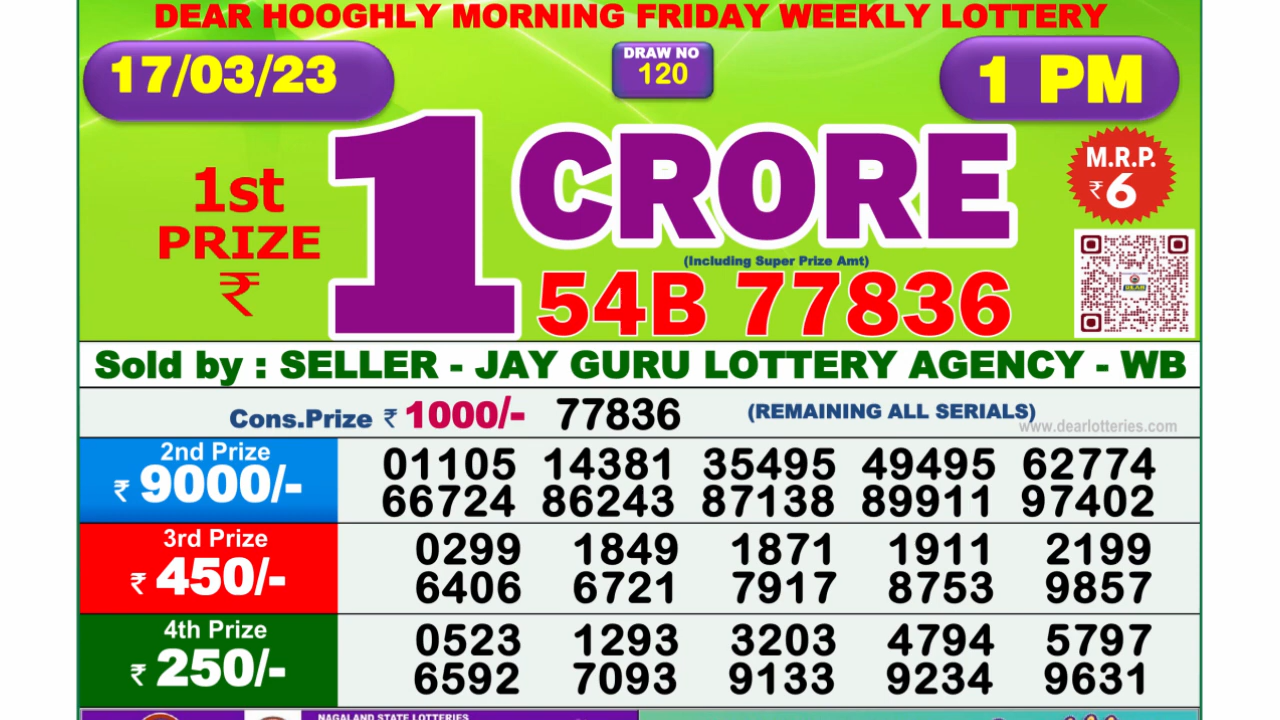 DEAR HOOGHLY MORNING FRIDAY WEEKLY LOTTERY
17/03/23
DRAW NO
120
1 PM
1st
PRIZE
₹
1 CRORE
M.R.P.
₹6
(Including Super Prize Amt)
54B 77836
Sold by : SELLER - JAY GURU LOTTERY AGENCY - WB
Cons.Prize ₹ 1000/- 77836 (REMAINING ALL SERIALS)
www.dearlotteries.com
2nd Prize
₹ 9000/-
01105 14381 35495 49495 62774
66724 86243 87138 89911 97402
3rd Prize
₹ 450/-
0299 1849 1871 1911 2199
6406 6721 7917 8753 9857
4th Prize
₹ 250/-
0523 1293 3203 4794 5797
6592 7093 9133 9234 9631
NAGALAND STATE LOTTERIES